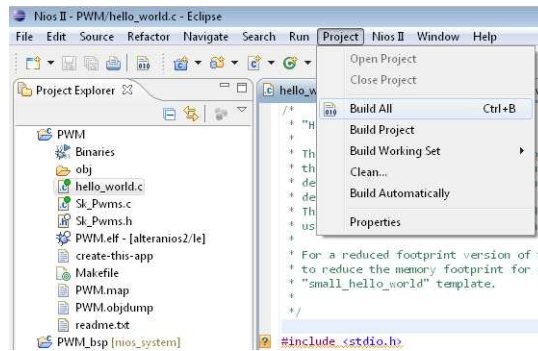 Nios II - PWM/hello_world.c - Eclipse
File Edit Source Refactor Navigate Search Run Project Nios II Window Help
Project Explorer
PWM
Binaries
obj
hello_world.c
Sk_Pwms.c
Sk_Pwms.h
PWM.elf - [alteranios2/le]
create-this-app
Makefile
PWM.map
PWM.objdump
readme.txt
PWM_bsp [nios_system]
Open Project
Close Project
Build All Ctrl+B
Build Project
Build Working Set
Clean...
Build Automatically
Properties
hello_w
/*
* "H
*
* Th
* th
* de
* de
* Th
* us
*
* For a reduced footprint version of
* to reduce the memory footprint for
* "small_hello_world" template.
*
*/
#include <stdio.h>